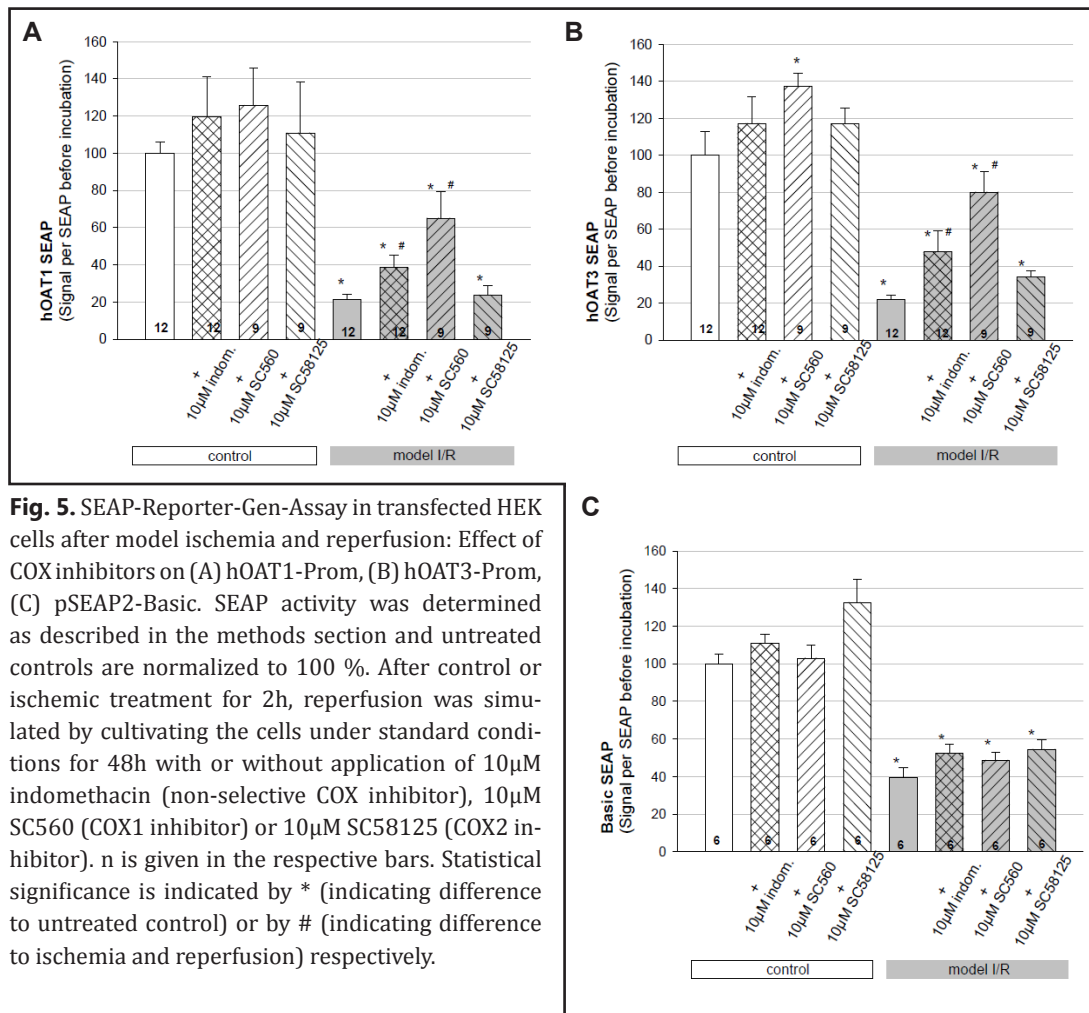 A
160
140
120
100
80
60
40
20
0
hOAT1 SEAP
(Signal per SEAP before incubation)
* * # * # *
12 12 9 9 12 12 9 9
+
10µM indom.
+
10µM SC560
+
10µM SC58125
+
10µM indom.
+
10µM SC560
+
10µM SC58125
control
model I/R
B
160
140
120
100
80
60
40
20
0
hOAT3 SEAP
(Signal per SEAP before incubation)
* * * # * # *
12 12 9 9 12 12 9 9
+
10µM indom.
+
10µM SC560
+
10µM SC58125
+
10µM indom.
+
10µM SC560
+
10µM SC58125
control
model I/R
Fig. 5. SEAP-Reporter-Gen-Assay in transfected HEK
cells after model ischemia and reperfusion: Effect of
COX inhibitors on (A) hOAT1-Prom, (B) hOAT3-Prom,
(C) pSEAP2-Basic. SEAP activity was determined
as described in the methods section and untreated
controls are normalized to 100 %. After control or
ischemic treatment for 2h, reperfusion was simu-
lated by cultivating the cells under standard condi-
tions for 48h with or without application of 10µM
indomethacin (non-selective COX inhibitor), 10µM
SC560 (COX1 inhibitor) or 10µM SC58125 (COX2 in-
hibitor). n is given in the respective bars. Statistical
significance is indicated by * (indicating difference
to untreated control) or by # (indicating difference
to ischemia and reperfusion) respectively.
C
160
140
120
100
80
60
40
20
0
Basic SEAP
(Signal per SEAP before incubation)
* * * *
6 6 6 6 6 6 6 6
+
10µM indom.
+
10µM SC560
+
10µM SC58125
+
10µM indom.
+
10µM SC560
+
10µM SC58125
control
model I/R